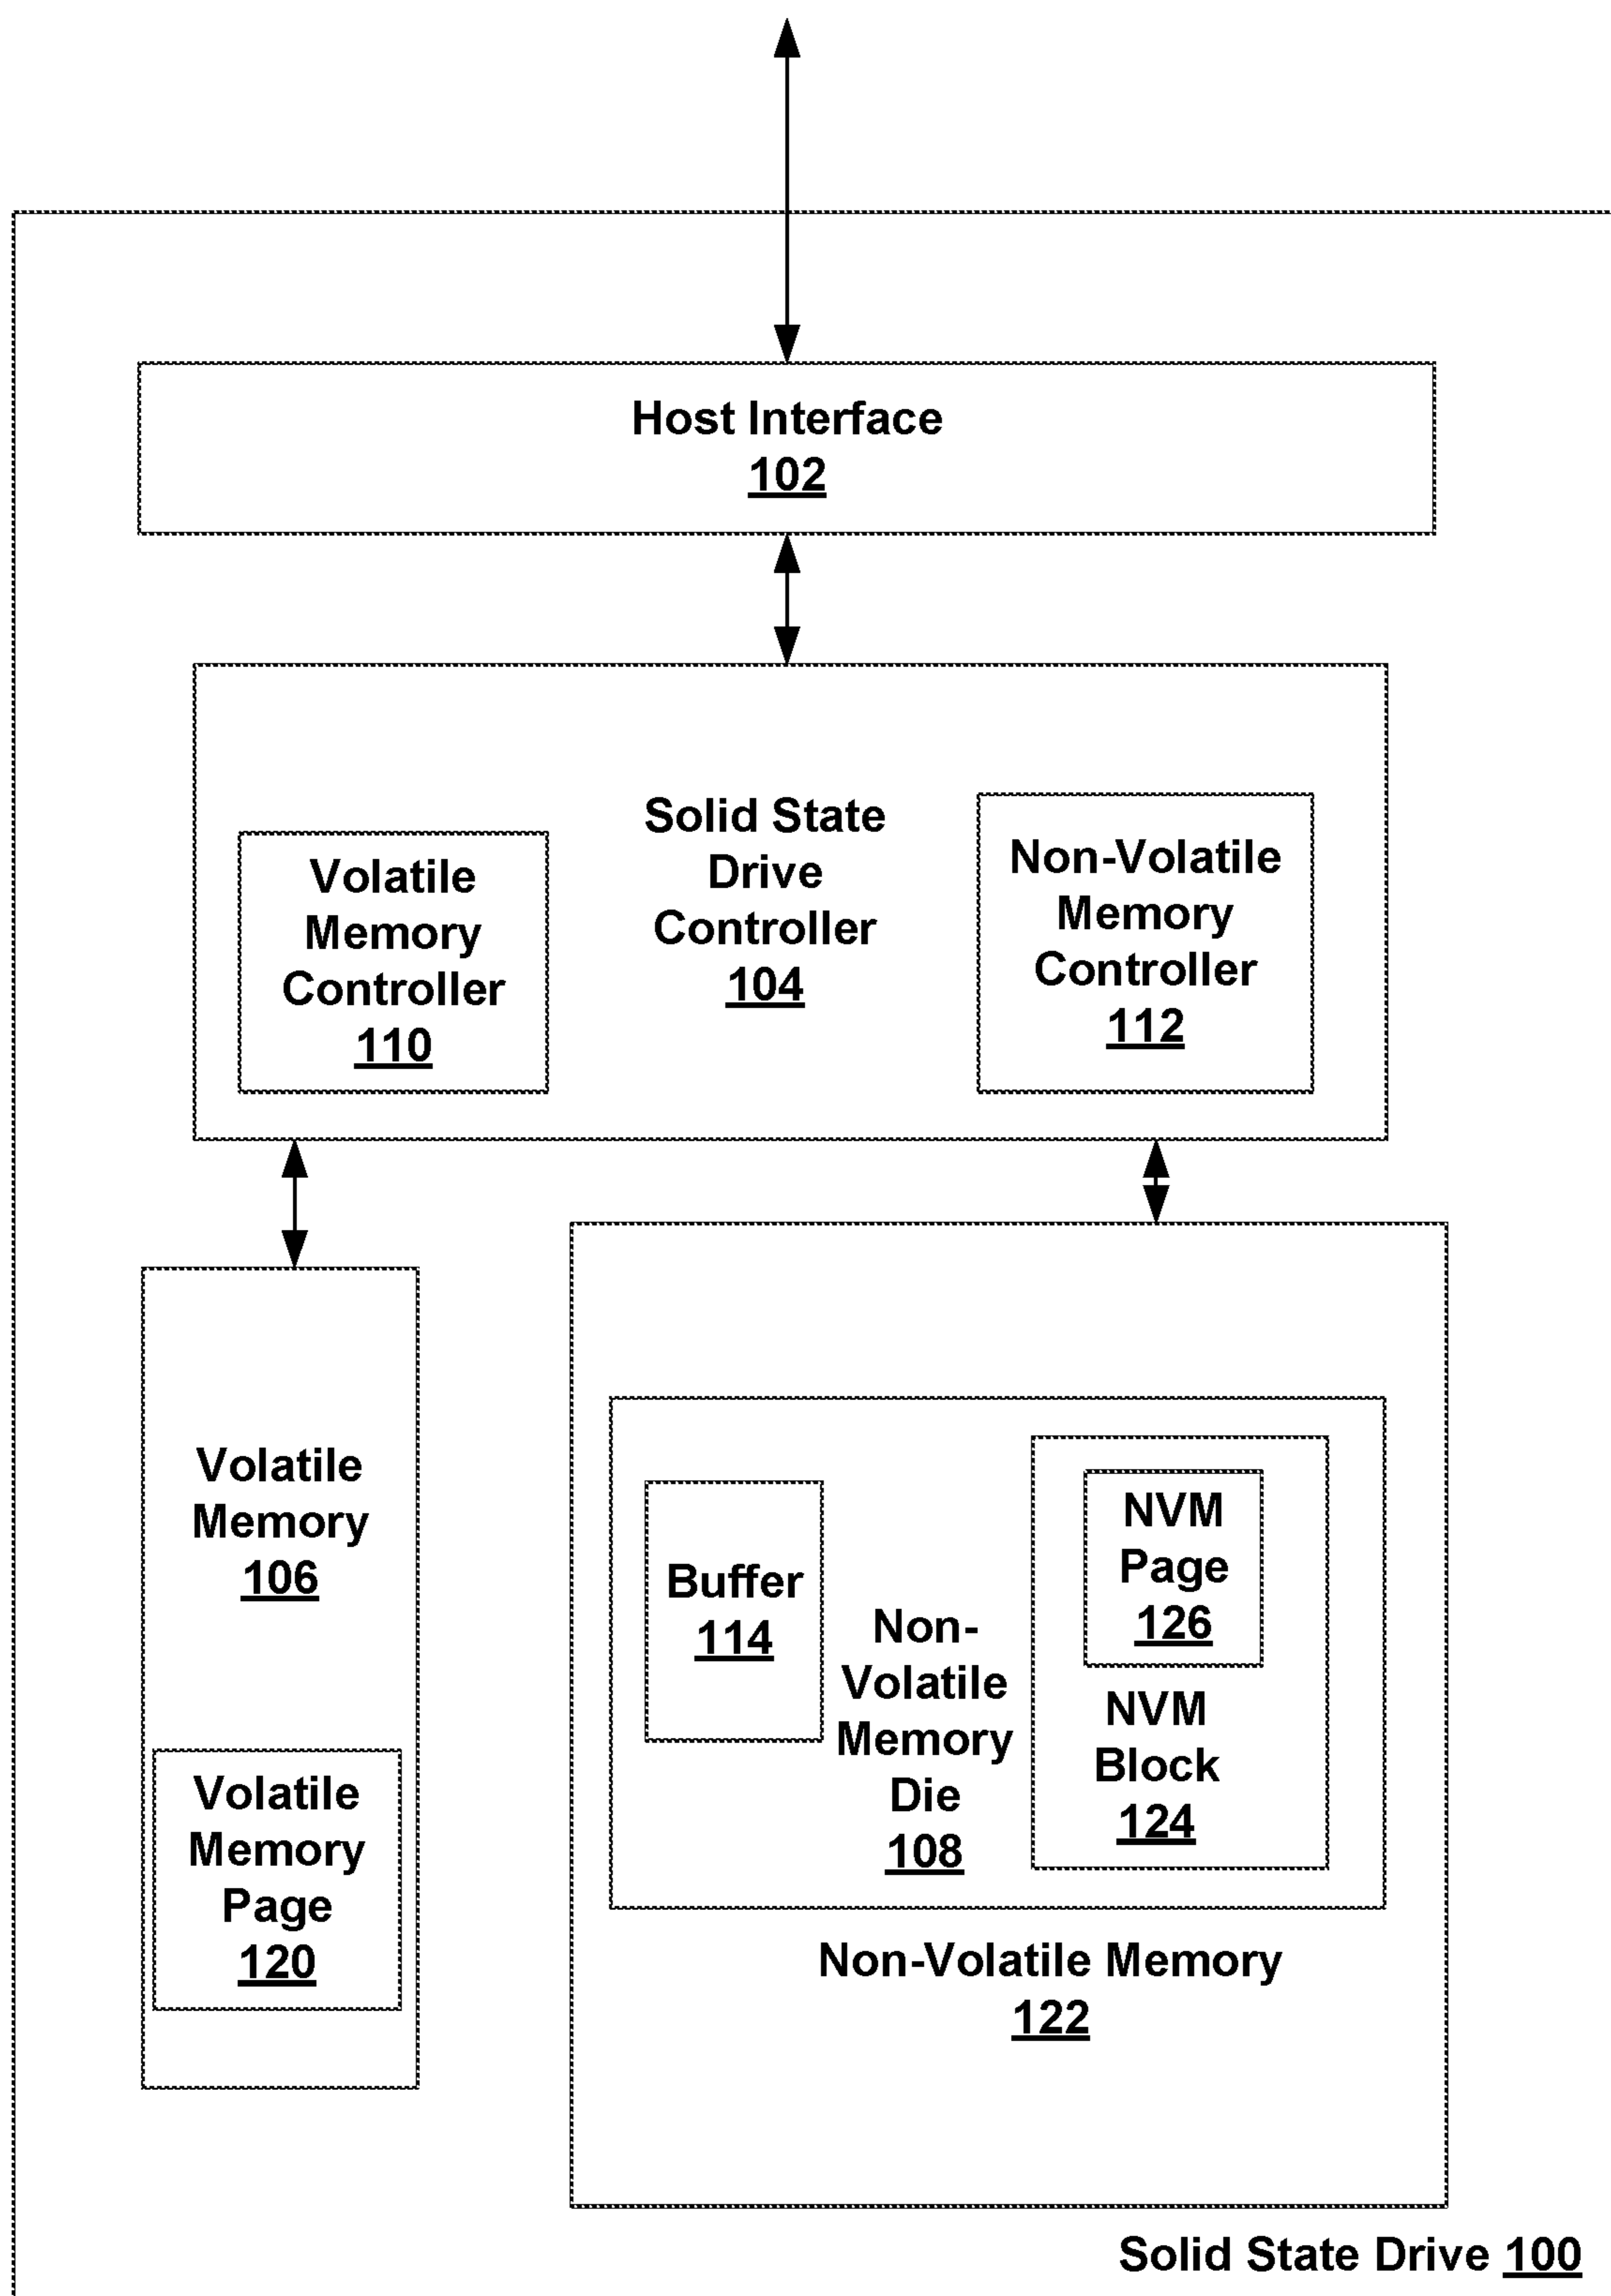 Host Interface
102
Solid State
Drive
Controller
104
Volatile
Memory
Controller
110
Non-Volatile
Memory
Controller
112
Volatile
Memory
106
Volatile
Memory
Page
120
Buffer
114
Non-
Volatile
Memory
Die
108
NVM
Page
126
NVM
Block
124
Non-Volatile Memory
122
Solid State Drive 100